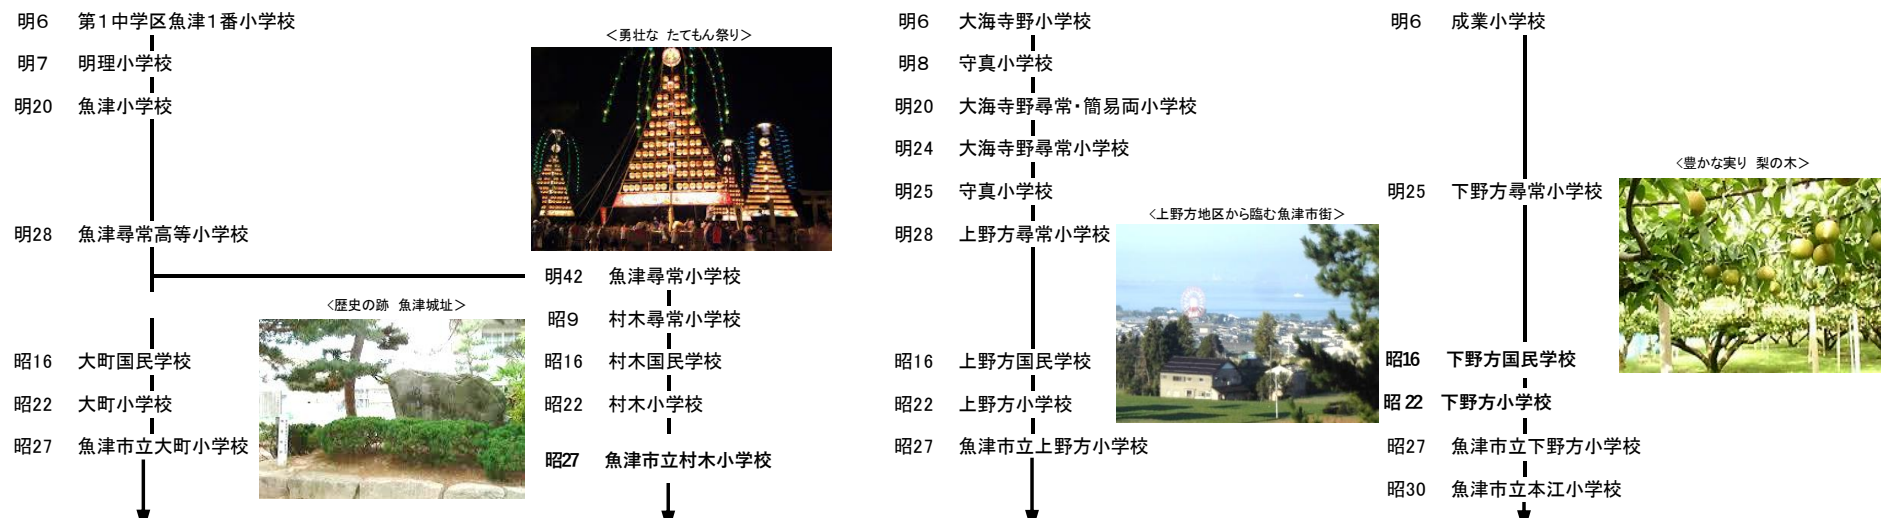 明6 第1中学区魚津1番小学校
明7 明理小学校
明20 魚津小学校
明28 魚津尋常高等小学校
<歴史の跡 魚津城址>
昭16 大町国民学校
昭22 大町小学校
昭27 魚津市立大町小学校
<勇壮な たてもん祭り>
明42 魚津尋常小学校
昭9 村木尋常小学校
昭16 村木国民学校
昭22 村木小学校
昭27 魚津市立村木小学校
明6 大海寺野小学校
明8 守真小学校
明20 大海寺野尋常・簡易両小学校
明24 大海寺野尋常小学校
明25 守真小学校
明28 上野方尋常小学校
<上野方地区から臨む魚津市街>
昭16 上野方国民学校
昭22 上野方小学校
昭27 魚津市立上野方小学校
明6 成業小学校
<豊かな実り 梨の木>
明25 下野方尋常小学校
昭16 下野方国民学校
昭22 下野方小学校
昭27 魚津市立下野方小学校
昭30 魚津市立本江小学校